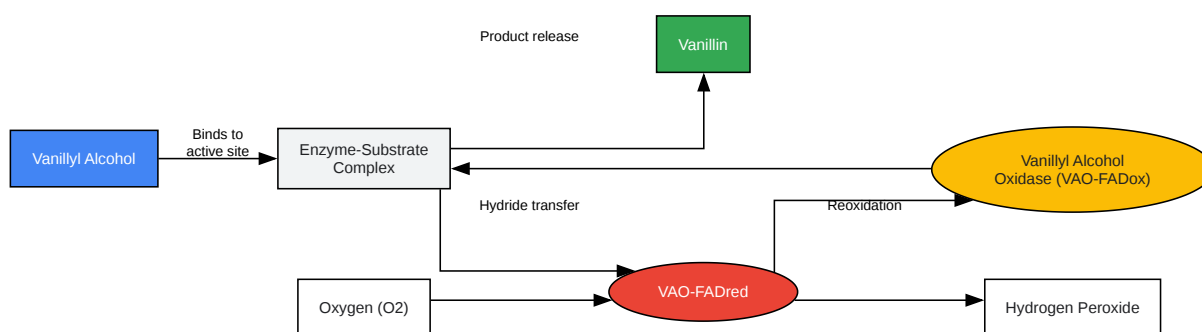 Product release
Vanillin
Vanillyl Alcohol
Binds to
active site
Enzyme-Substrate
Complex
Vanillyl Alcohol
Oxidase (VAO-FADox)
Hydride transfer
Reoxidation
Oxygen (O2)
VAO-FADred
Hydrogen Peroxide